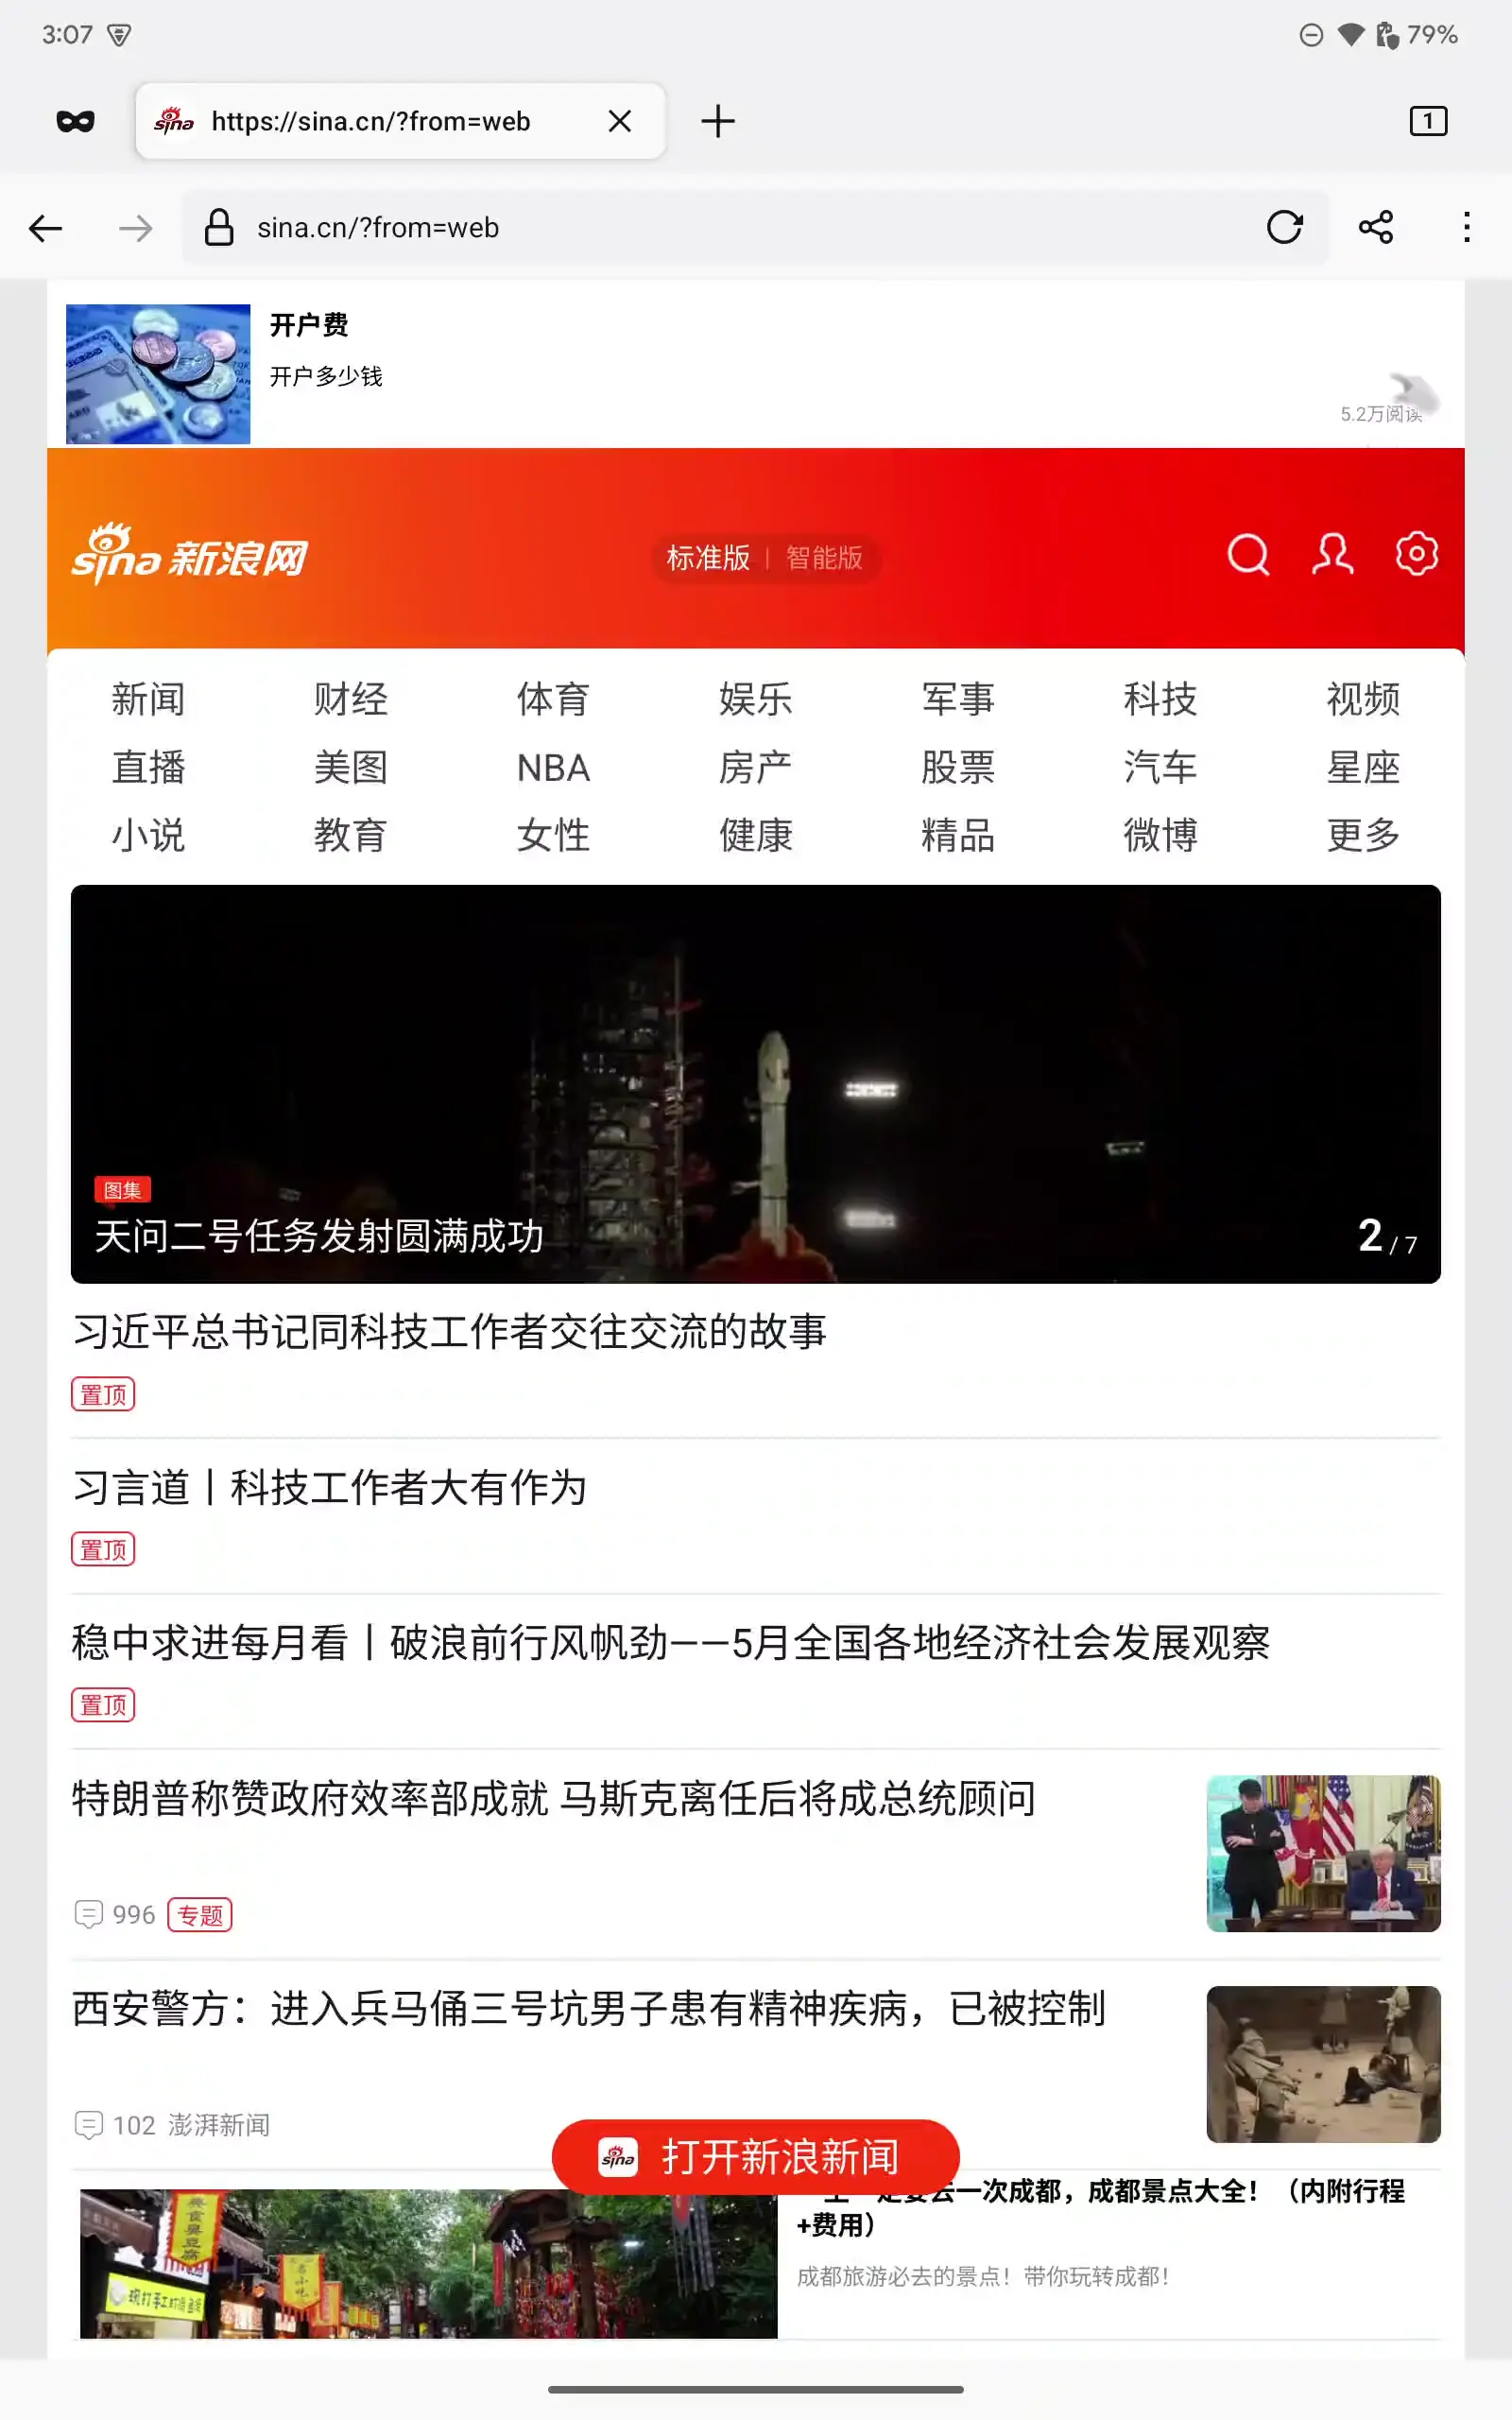 3:07
79%
sina https://sina.cn/?from=web
1
sina.cn/?from=web
开户费
开户多少钱
5.2万阅读
sina 新浪网
标准版 | 智能版
新闻 财经 体育 娱乐 军事 科技 视频
直播 美图 NBA 房产 股票 汽车 星座
小说 教育 女性 健康 精品 微博 更多
图集
天问二号任务发射圆满成功
2 / 7
习近平总书记同科技工作者交往交流的故事
置顶
习言道丨科技工作者大有作为
置顶
稳中求进每月看丨破浪前行风帆劲——5月全国各地经济社会发展观察
置顶
特朗普称赞政府效率部成就 马斯克离任后将成总统顾问
996 专题
西安警方：进入兵马俑三号坑男子患有精神疾病，已被控制
102 澎湃新闻
sina 打开新浪新闻
一次成都，成都景点大全！（内附行程
+费用）
成都旅游必去的景点！带你玩转成都！